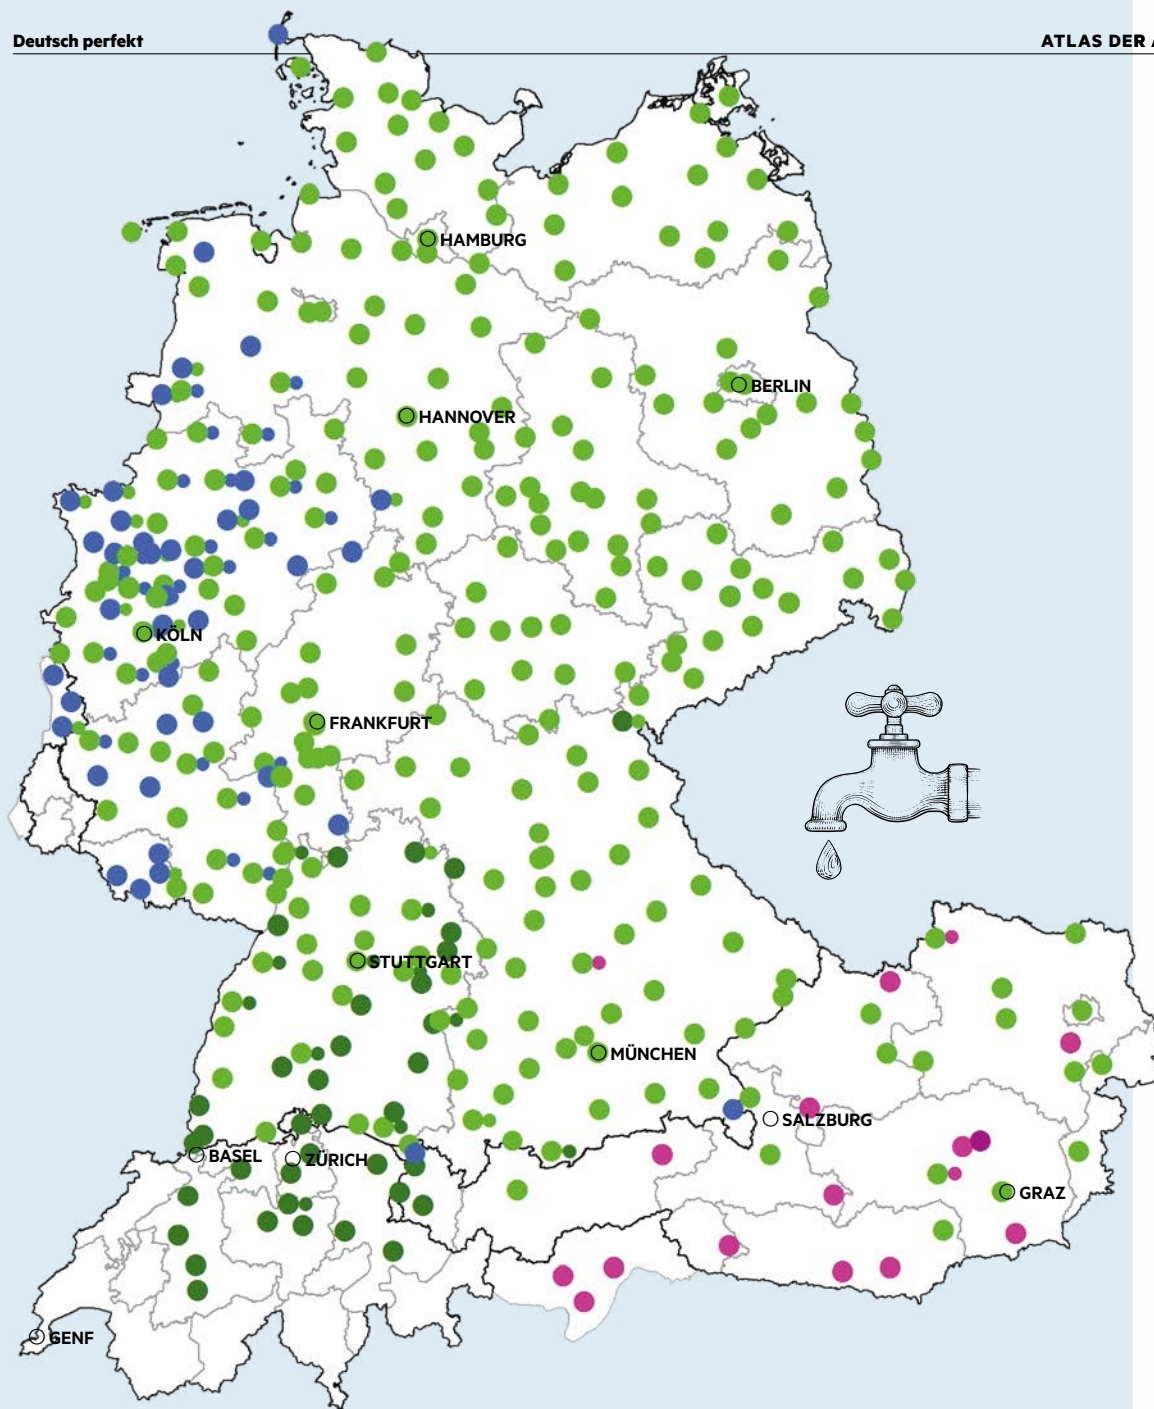 Deutsch perfekt
ATLAS DER A
HAMBURG
BERLIN
HANNOVER
KÖLN
FRANKFURT
STUTTGART
MÜNCHEN
SALZBURG
BASEL
ZÜRICH
GRAZ
GENF